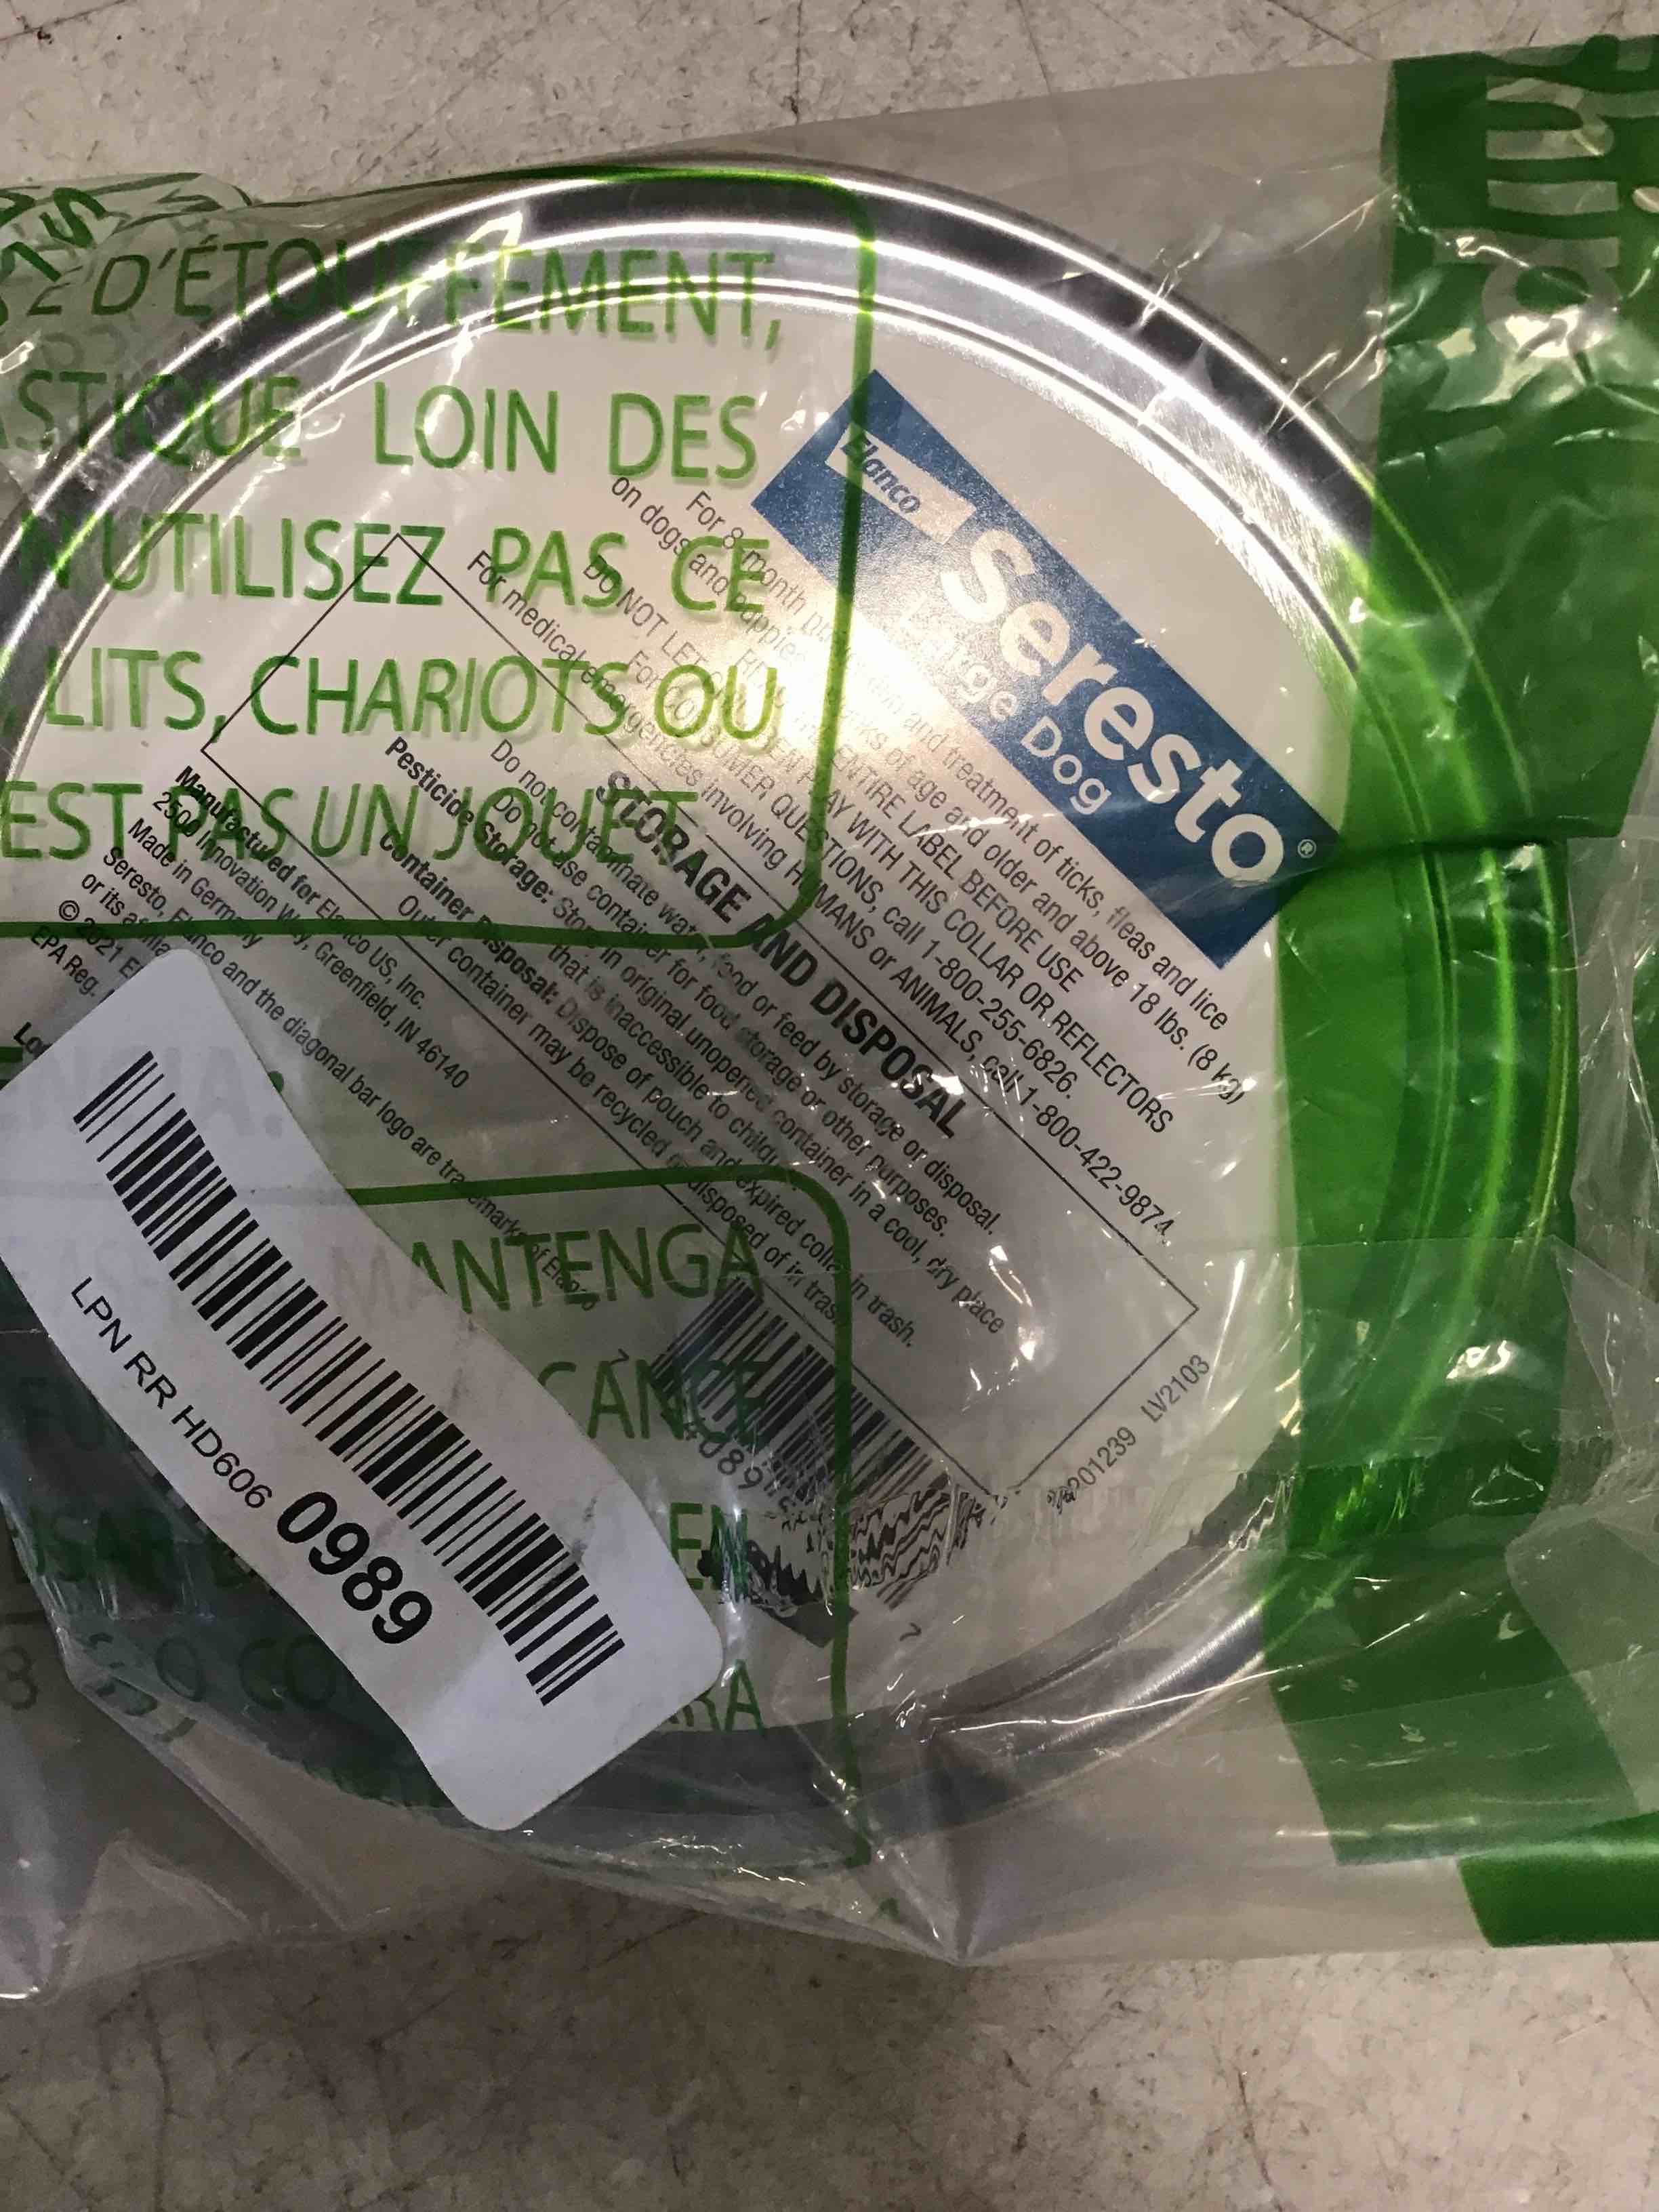 D'ÉTOUFFEMENT,
LOIN DES
N'UTILISEZ PAS CE
LITS, CHARIOTS OU
EST PAS UN JOUET.
MANTENGA
EN
Elanco
Seresto®
Large Dog
For 8-month and treatment of ticks, fleas and lice
on dogs and puppies of age and older and above 18 lbs. (8 kg)
ENTIRE LABEL BEFORE USE
DO NOT LET CHILDREN PLAY WITH THIS COLLAR OR REFLECTORS
For CONSUMER QUESTIONS, call 1-800-255-6826.
For medical emergencies involving HUMANS or ANIMALS, call 1-800-422-9874.
STORAGE AND DISPOSAL
Do not contaminate water, food or feed by storage or disposal.
Do not use container for food storage or other purposes.
Pesticide Storage: Store in original unopened container in a cool, dry place
that is inaccessible to children.
Container Disposal: Dispose of pouch and expired collar in trash.
Outer container may be recycled or disposed of in trash.
Manufactured for Elanco US, Inc.
2500 Innovation Way, Greenfield, IN 46140
Made in Germany
Seresto, Elanco and the diagonal bar logo are trademarks of Elanco
or its
© 2021
EPA Reg.
LV2103
7
LPN RR HD606 0989